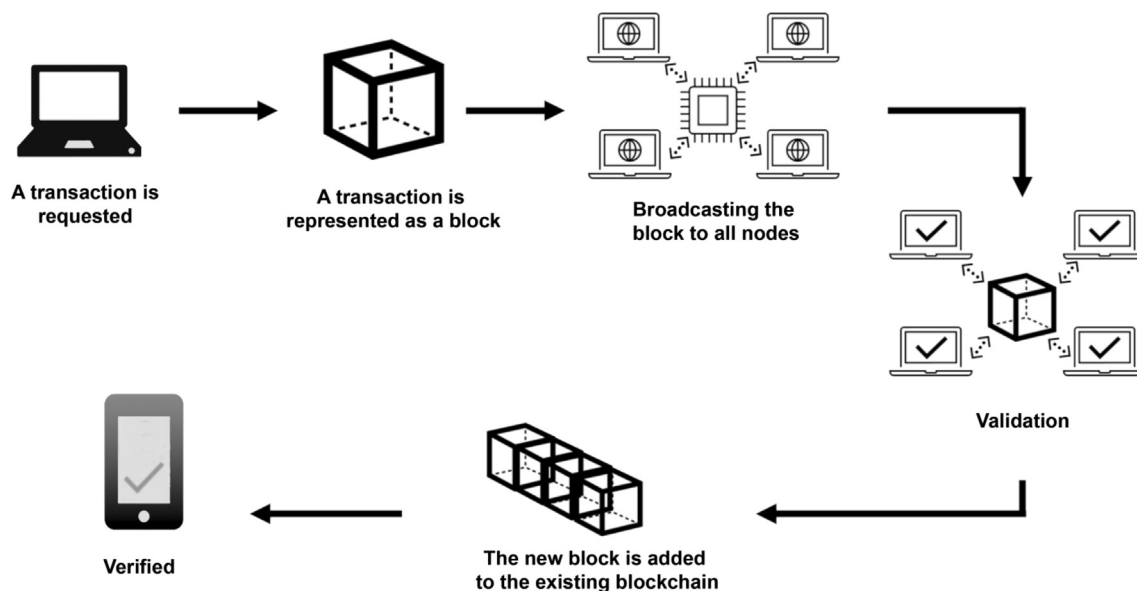 A transaction is
requested
A transaction is
represented as a block
Broadcasting the
block to all nodes
Validation
The new block is added
to the existing blockchain
Verified